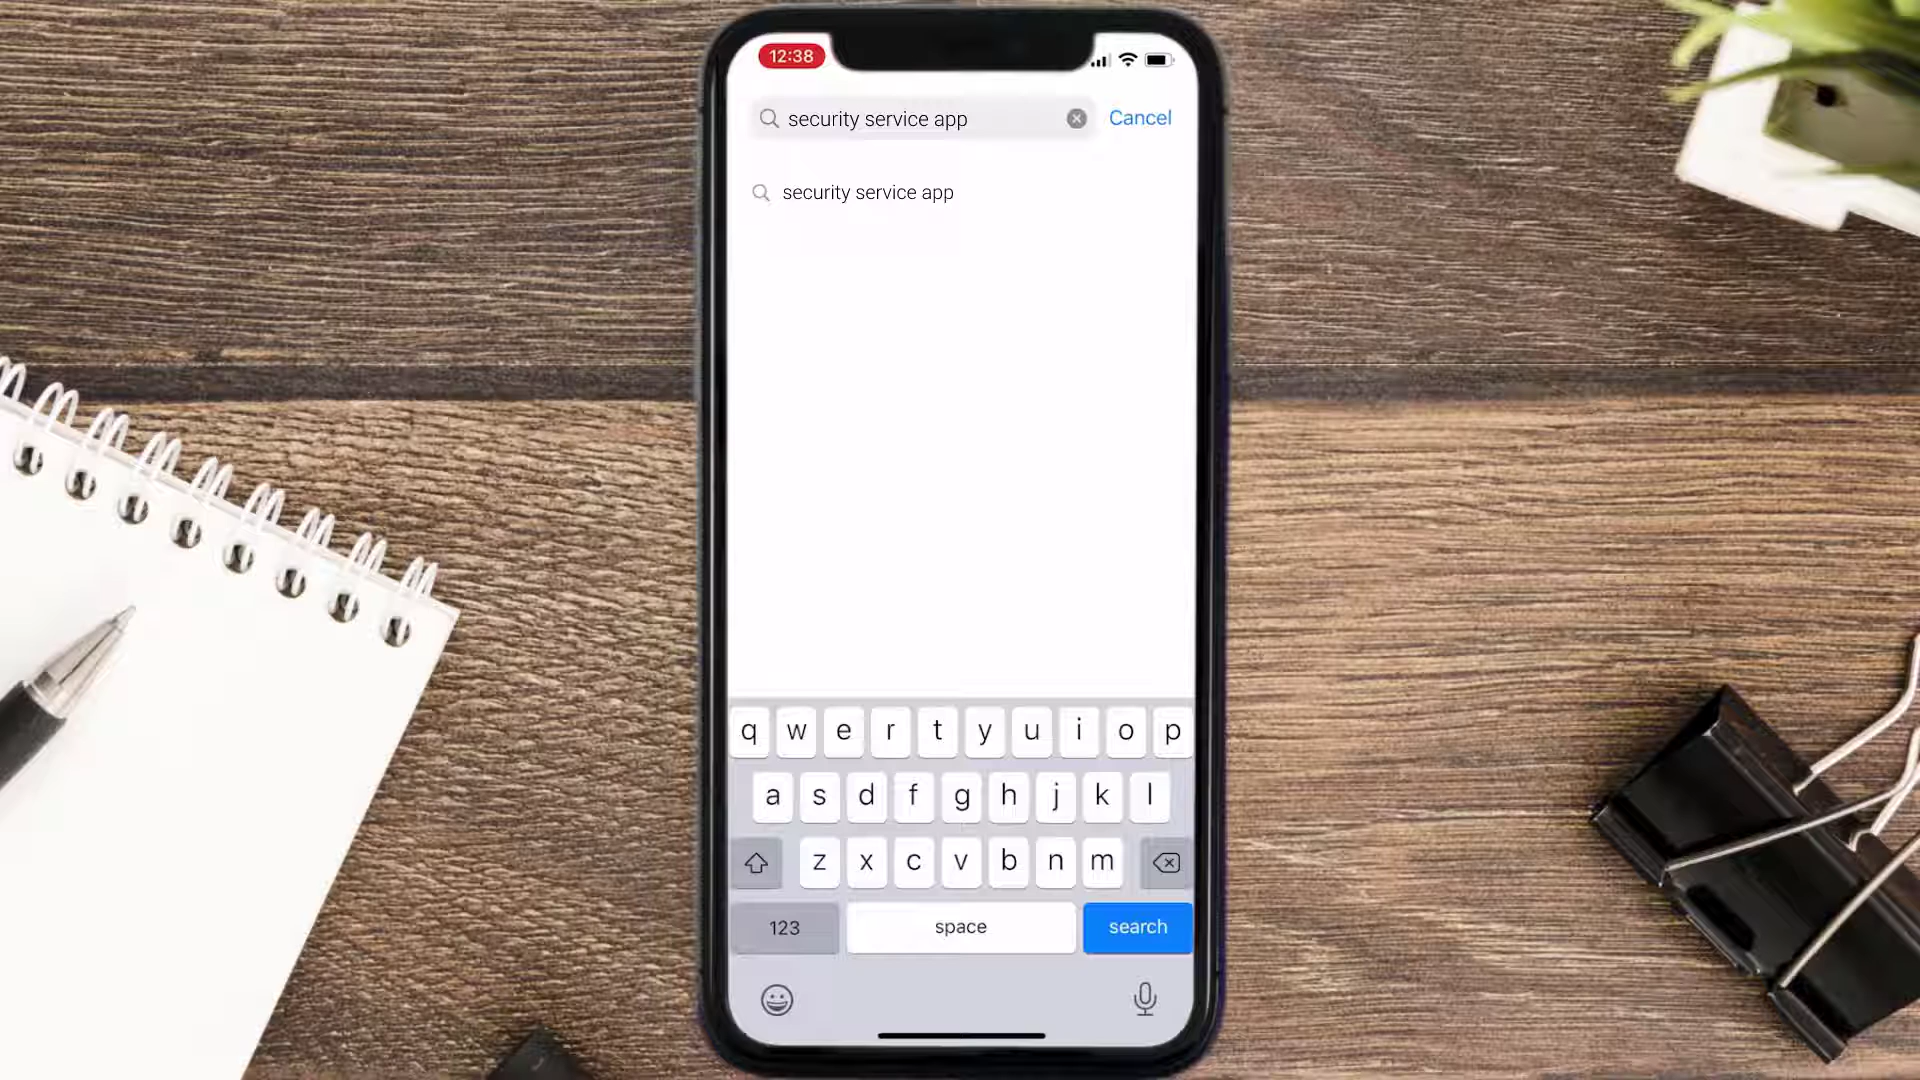 12:38
security service app
Cancel
security service app
q w e r t y u i o p
a s d f g h j k l
z x c v b n m
123
space
search